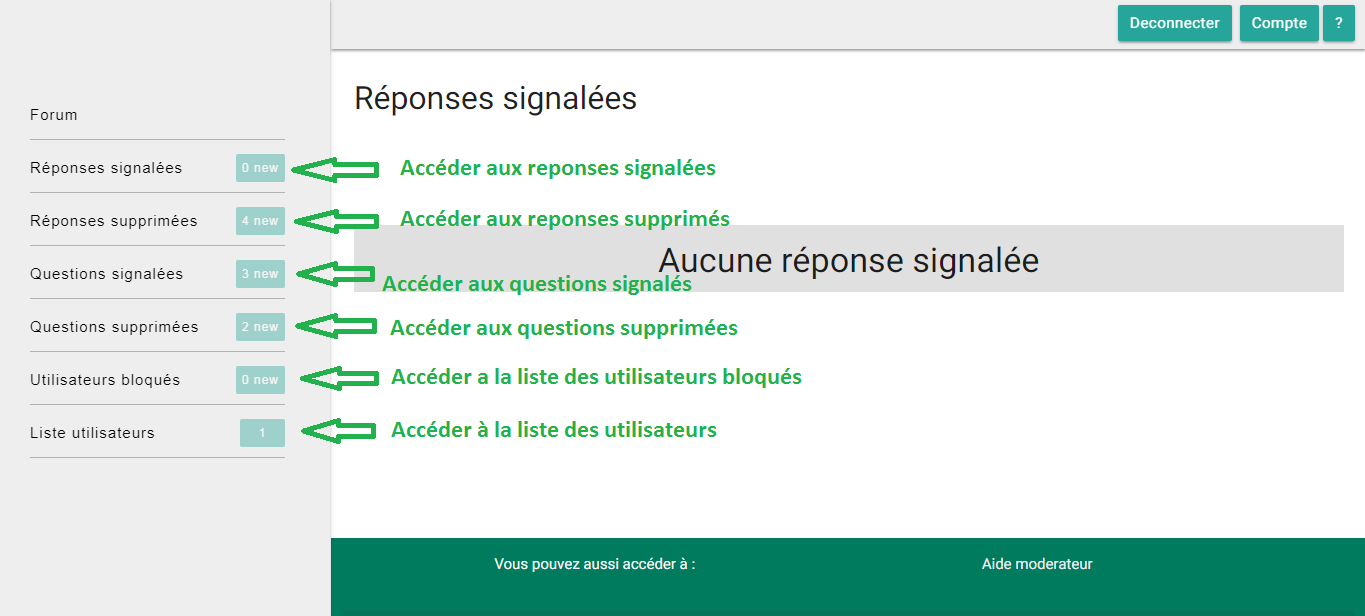 Deconnecter Compte ?
Réponses signalées
Forum
Réponses signalées 0 new Accéder aux reponses signalées
Réponses supprimées 4 new Accéder aux reponses supprimés
Aucune réponse signalée
Questions signalées 3 new Accéder aux questions signalés
Questions supprimées 2 new Accéder aux questions supprimées
Utilisateurs bloqués 0 new Accéder a la liste des utilisateurs bloqués
Liste utilisateurs 1 Accéder à la liste des utilisateurs
Vous pouvez aussi accéder à : Aide moderateur